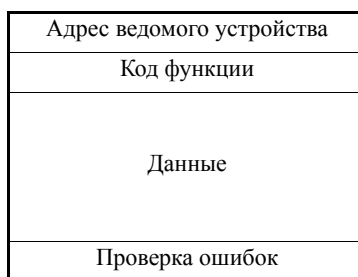 Адрес ведомого устройства
Код функции
Данные
Проверка ошибок